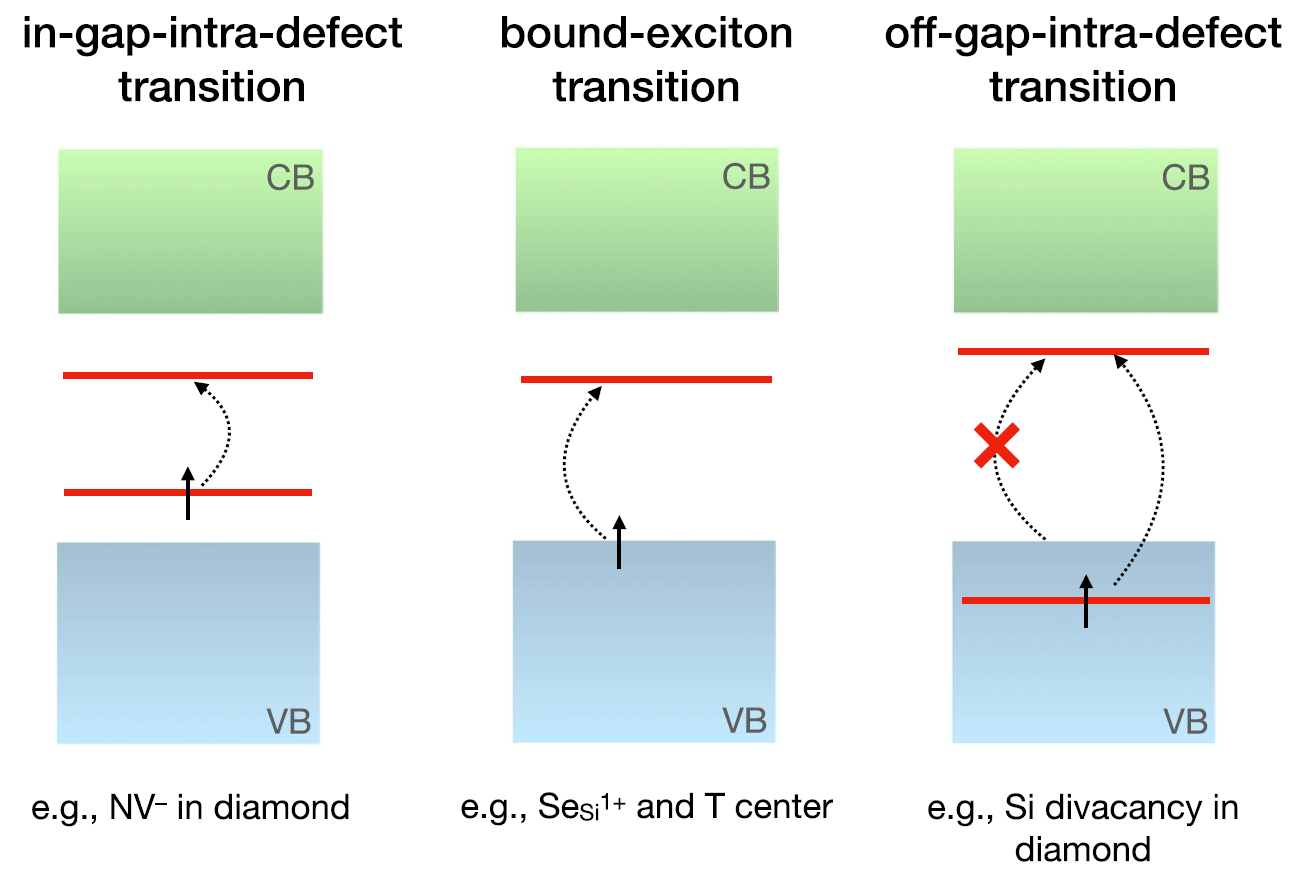 in-gap-intra-defect
transition
bound-exciton
transition
off-gap-intra-defect
transition
CB
CB
CB
VB
VB
VB
e.g., NV⁻ in diamond
e.g., Se_Si¹⁺ and T center
e.g., Si divacancy in
diamond